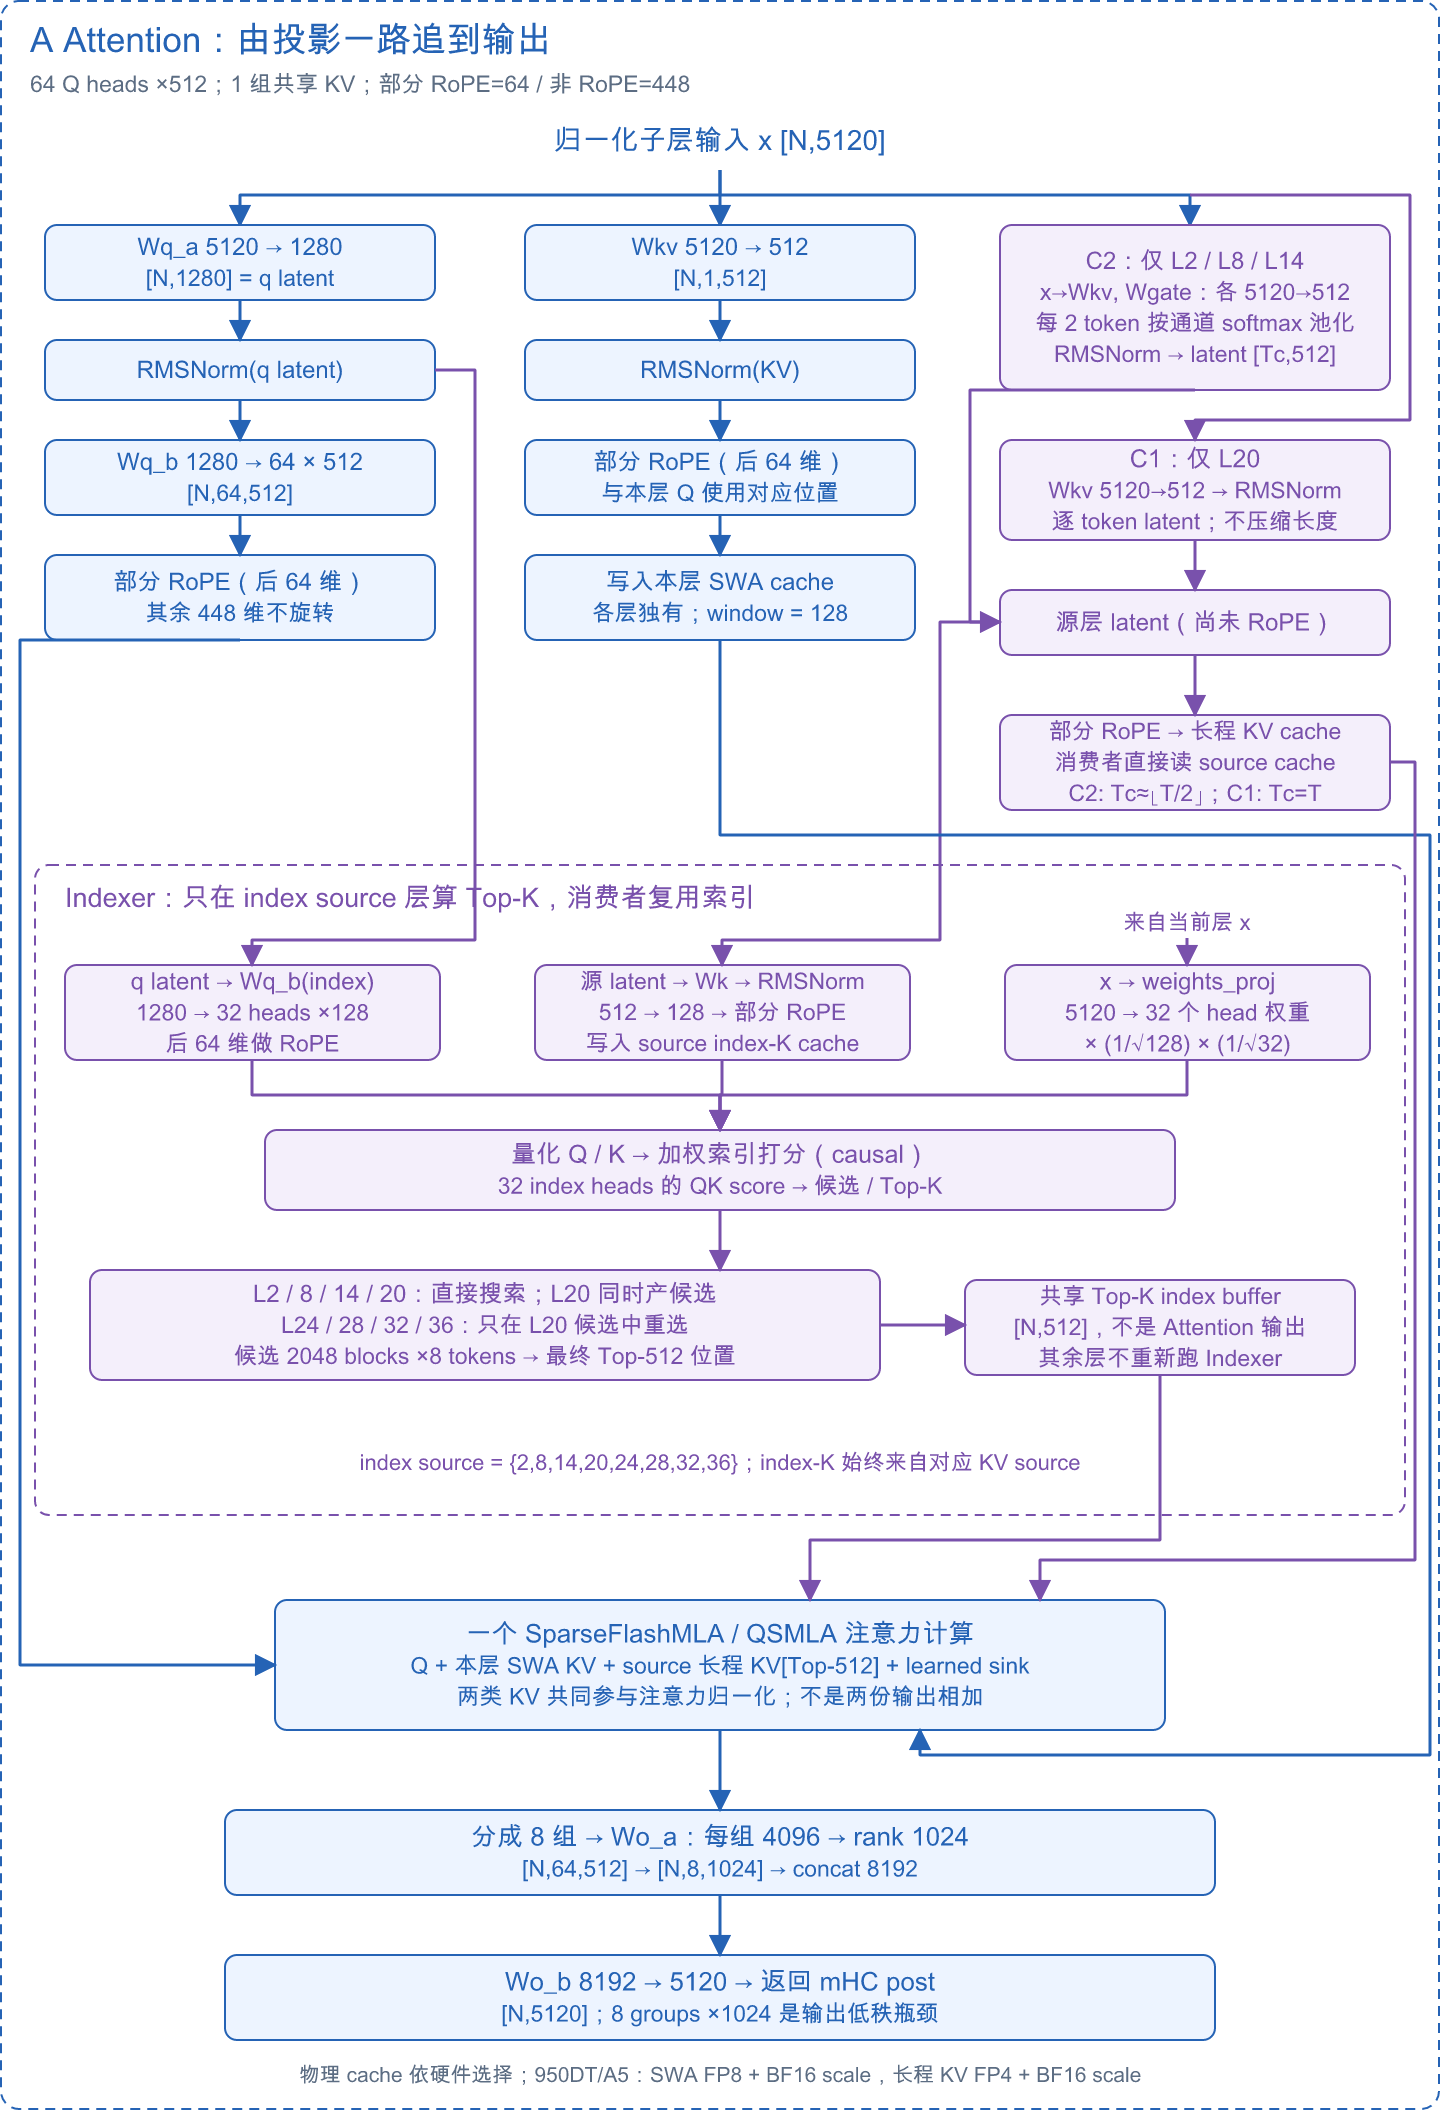 A Attention：由投影一路追到输出
64 Q heads ×512；1 组共享 KV；部分 RoPE=64 / 非 RoPE=448
归一化子层输入 x [N,5120]
Wq_a 5120→1280
[N,1280] = q latent
RMSNorm(q latent)
Wq_b 1280→64 × 512
[N,64,512]
部分 RoPE（后 64 维）
其余 448 维不旋转
Wkv 5120→512
[N,1,512]
RMSNorm(KV)
部分 RoPE（后 64 维）
与本层 Q 使用对应位置
写入本层 SWA cache
各层独有；window = 128
C2：仅 L2 / L8 / L14
x→Wkv, Wgate：各 5120→512
每 2 token 按通道 softmax 池化
RMSNorm→latent [Tc,512]
C1：仅 L20
Wkv 5120→512→RMSNorm
逐 token latent；不压缩长度
源层 latent（尚未 RoPE）
部分 RoPE→长程 KV cache
消费者直接读 source cache
C2: Tc≈⌊T/2⌋；C1: Tc=T
Indexer：只在 index source 层算 Top-K，消费者复用索引
q latent→Wq_b(index)
1280→32 heads ×128
后 64 维做 RoPE
源 latent→Wk→RMSNorm
512→128→部分 RoPE
写入 source index-K cache
来自当前层 x
x→weights_proj
5120→32 个 head 权重
× (1/√128) × (1/√32)
量化 Q / K→加权索引打分（causal）
32 index heads 的 QK score→候选 / Top-K
L2 / 8 / 14 / 20：直接搜索；L20 同时产候选
L24 / 28 / 32 / 36：只在 L20 候选中重选
候选 2048 blocks ×8 tokens→最终 Top-512 位置
共享 Top-K index buffer
[N,512]，不是 Attention 输出
其余层不重新跑 Indexer
index source = {2,8,14,20,24,28,32,36}；index-K 始终来自对应 KV source
一个 SparseFlashMLA / QSMLA 注意力计算
Q + 本层 SWA KV + source 长程 KV[Top-512] + learned sink
两类 KV 共同参与注意力归一化；不是两份输出相加
分成 8 组→Wo_a：每组 4096→rank 1024
[N,64,512]→[N,8,1024]→concat 8192
Wo_b 8192→5120→返回 mHC post
[N,5120]；8 groups ×1024 是输出低秩瓶颈
物理 cache 依硬件选择；950DT/A5：SWA FP8 + BF16 scale，长程 KV FP4 + BF16 scale